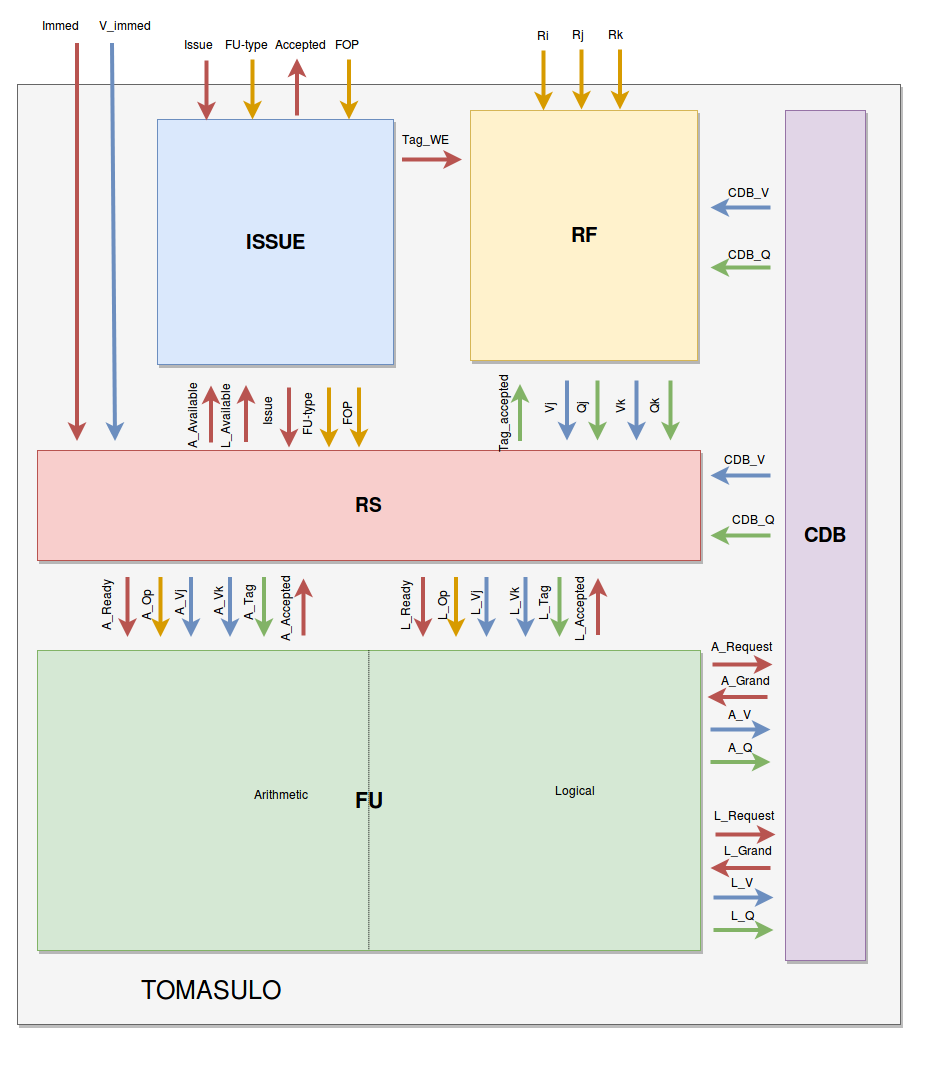 Immed
V_immed
Issue
FU-type
Accepted
FOP
Ri
Rj
Rk
Tag_WE
ISSUE
RF
CDB_V
CDB_Q
A_Available
L_Available
Issue
FU-type
FOP
Tag_accepted
Vj
Qj
Vk
Qk
RS
CDB_V
CDB_Q
CDB
A_Ready
A_Op
A_Vj
A_Vk
A_Tag
A_Accepted
L_Ready
L_Op
L_Vj
L_Vk
L_Tag
L_Accepted
A_Request
A_Grand
A_V
A_Q
Arithmetic
FU
Logical
L_Request
L_Grand
L_V
L_Q
TOMASULO